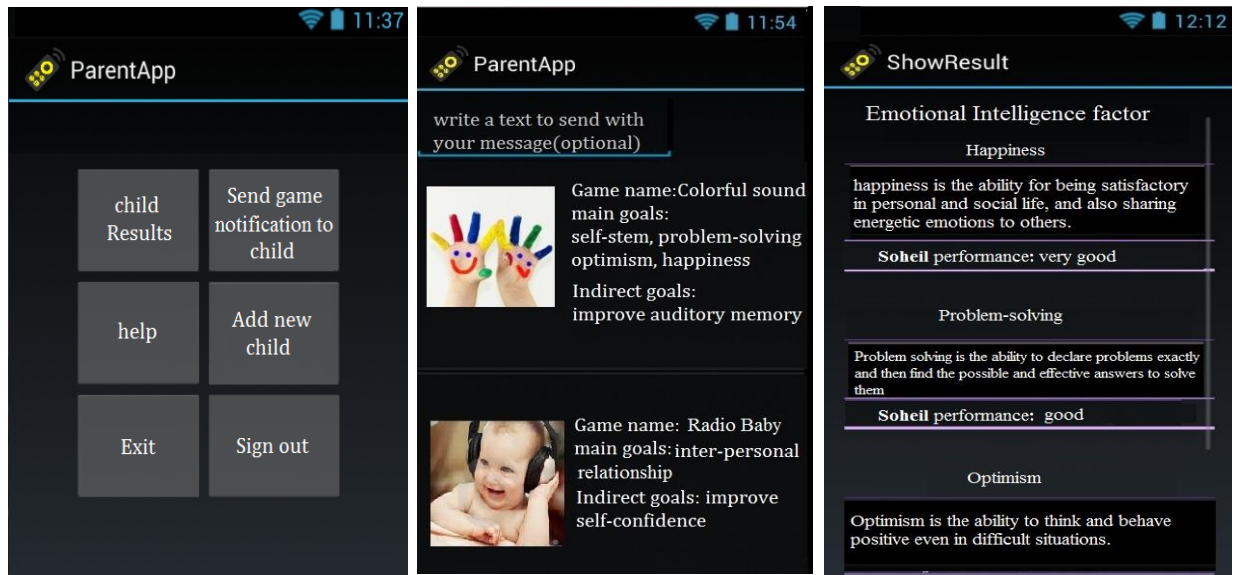 11:37
ParentApp
child
Results
Send game
notification to
child
help
Add new
child
Exit
Sign out
11:54
ParentApp
write a text to send with
your message(optional)
Game name:Colorful sound
main goals:
self-stem, problem-solving
optimism, happiness
Indirect goals:
improve auditory memory
Game name: Radio Baby
main goals: inter-personal
relationship
Indirect goals: improve
self-confidence
12:12
ShowResult
Emotional Intelligence factor
Happiness
happiness is the ability for being satisfactory
in personal and social life, and also sharing
energetic emotions to others.
Soheil performance: very good
Problem-solving
Problem solving is the ability to declare problems exactly
and then find the possible and effective answers to solve
them
Soheil performance: good
Optimism
Optimism is the ability to think and behave
positive even in difficult situations.